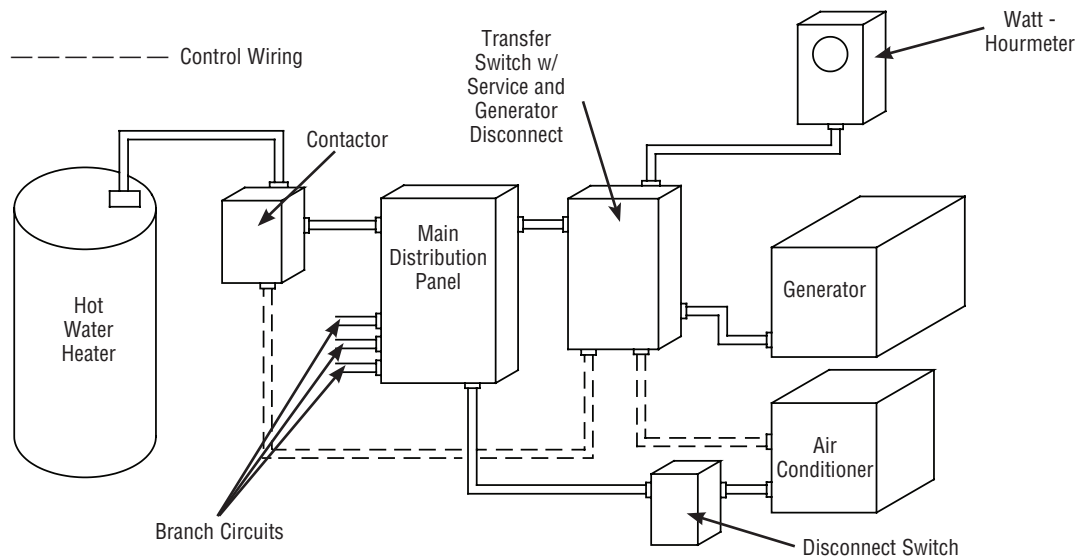 Control Wiring
Transfer
Switch w/
Service and
Generator
Disconnect
Watt -
Hourmeter
Contactor
Main
Distribution
Panel
Hot
Water
Heater
Generator
Air
Conditioner
Branch Circuits
Disconnect Switch